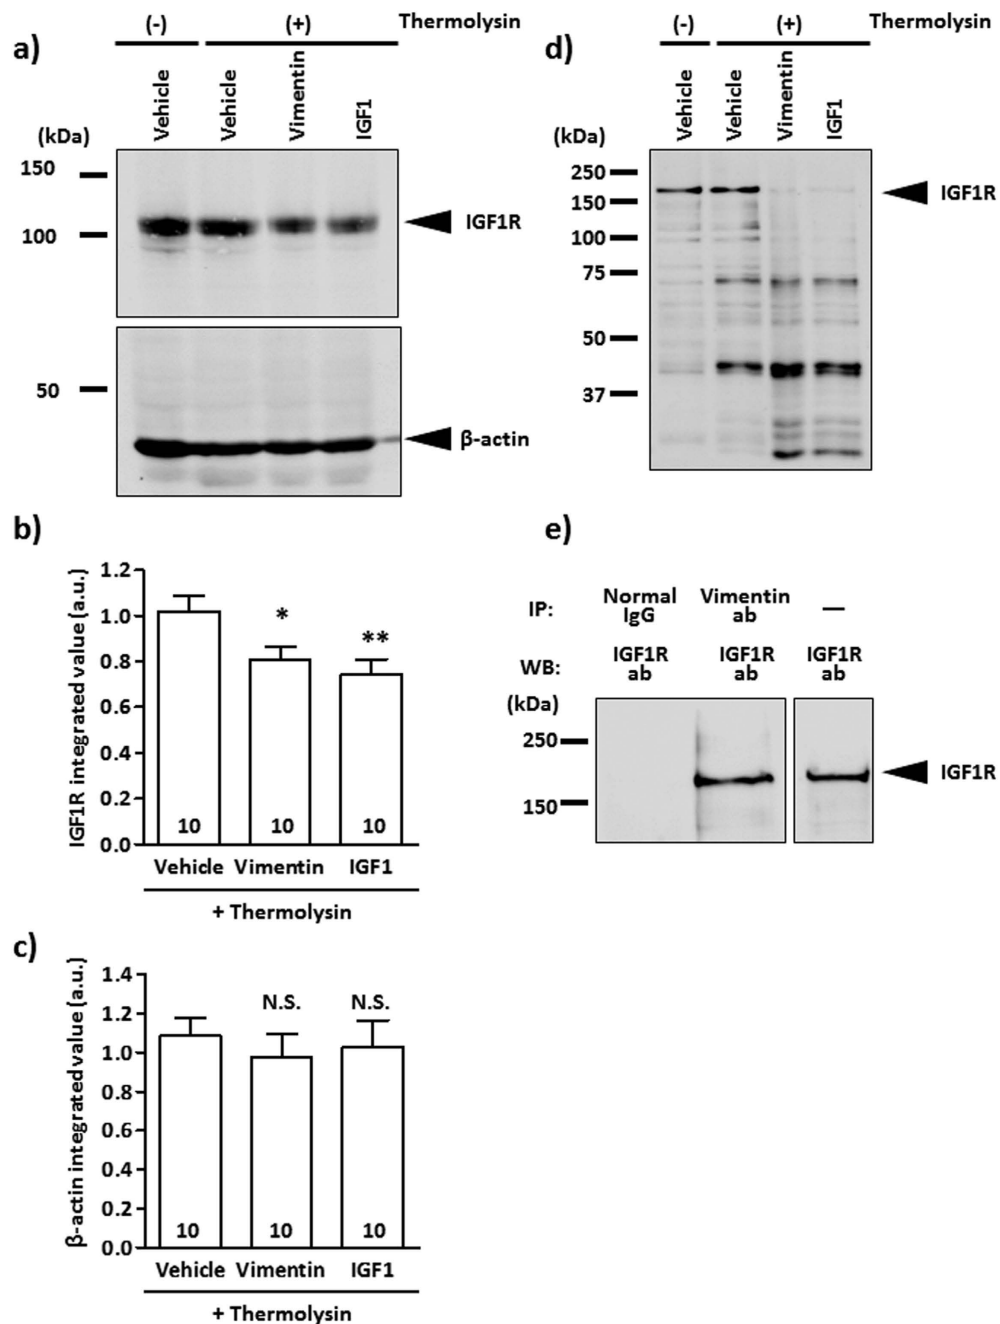 a)
(-)
(+)
Thermolysin
Vehicle
Vehicle
Vimentin
IGF1
(kDa)
150
100
IGF1R
50
β-actin
d)
(-)
(+)
Thermolysin
Vehicle
Vehicle
Vimentin
IGF1
(kDa)
250
150
100
75
50
37
IGF1R
b)
IGF1R integrated value (a.u.)
1.2
1.0
0.8
0.6
0.4
0.2
0.0
*
**
10
10
10
Vehicle
Vimentin
IGF1
+ Thermolysin
e)
IP:
Normal
IgG
Vimentin
ab
—
WB:
IGF1R
ab
IGF1R
ab
IGF1R
ab
(kDa)
250
150
IGF1R
c)
β-actin integrated value (a.u.)
1.4
1.2
1.0
0.8
0.6
0.4
0.2
0.0
N.S.
N.S.
10
10
10
Vehicle
Vimentin
IGF1
+ Thermolysin